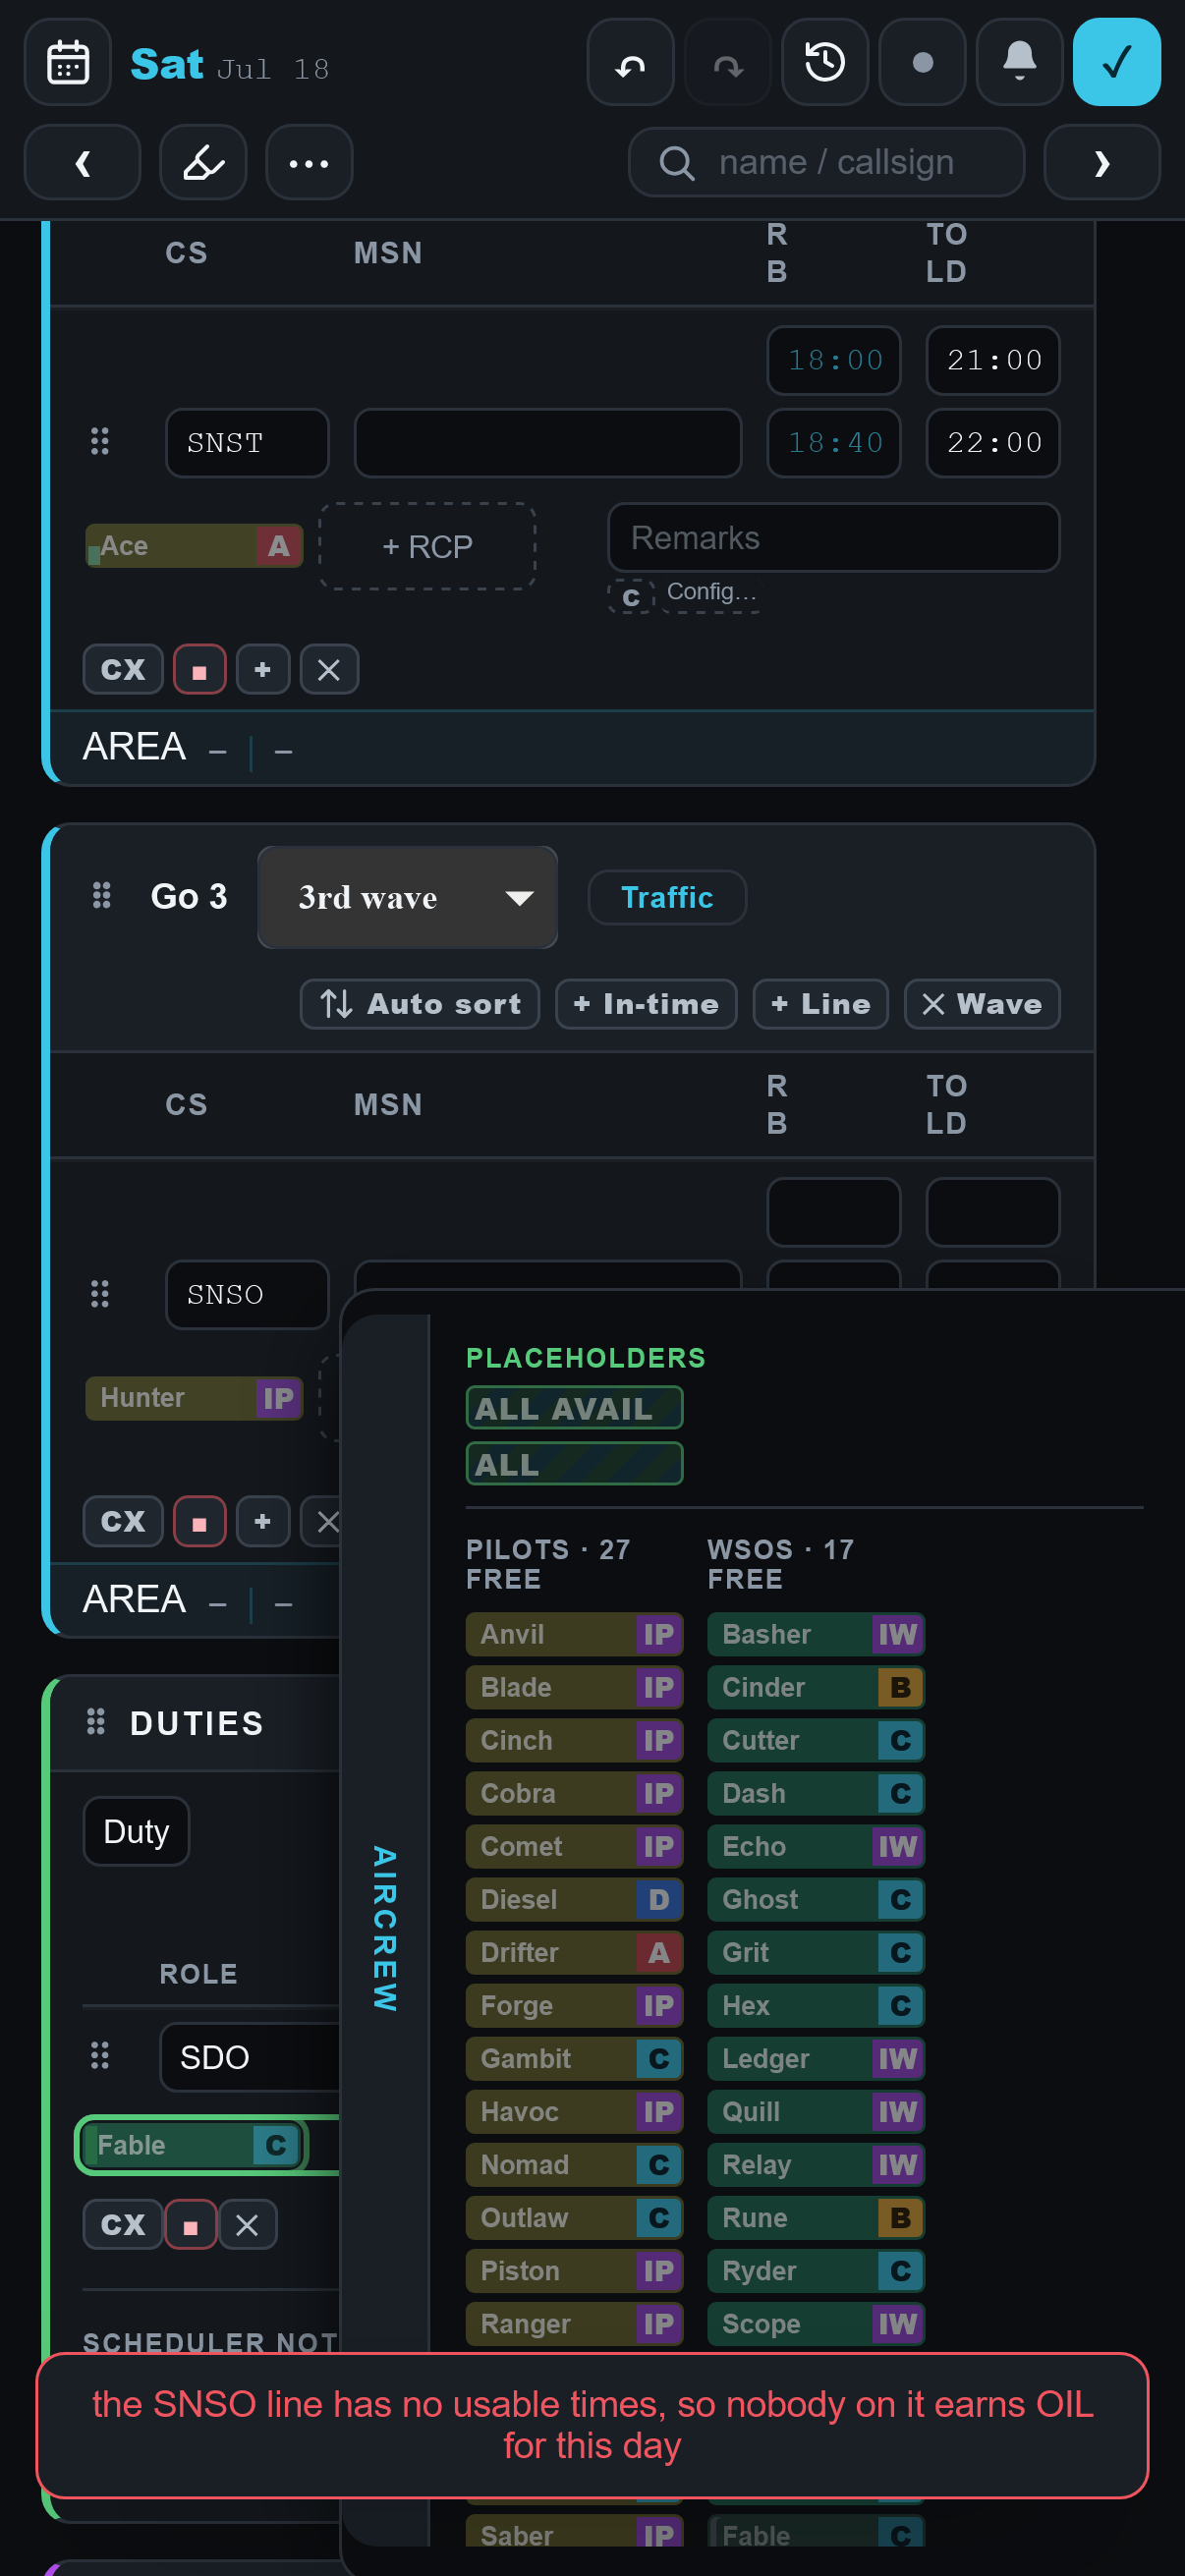 Sat Jul 18
name / callsign
CS MSN R TO
B LD
18:00 21:00
SNST 18:40 22:00
Ace A + RCP Remarks
C Config...
CX + ×
AREA – | –
Go 3 3rd wave Traffic
Auto sort + In-time + Line × Wave
CS MSN R TO
B LD
SNSO
Hunter IP
CX + ×
AREA – | –
DUTIES
Duty
ROLE
SDO
Fable C
CX ×
SCHEDULER NOT
AIRCREW
PLACEHOLDERS
ALL AVAIL
ALL
PILOTS · 27 FREE
WSOS · 17 FREE
Anvil IP Basher IW
Blade IP Cinder B
Cinch IP Cutter C
Cobra IP Dash C
Comet IP Echo IW
Diesel D Ghost C
Drifter A Grit C
Forge IP Hex C
Gambit C Ledger IW
Havoc IP Quill IW
Nomad C Relay IW
Outlaw C Rune B
Piston IP Ryder C
Ranger IP Scope IW
the SNSO line has no usable times, so nobody on it earns OIL
for this day
Saber IP Fable C